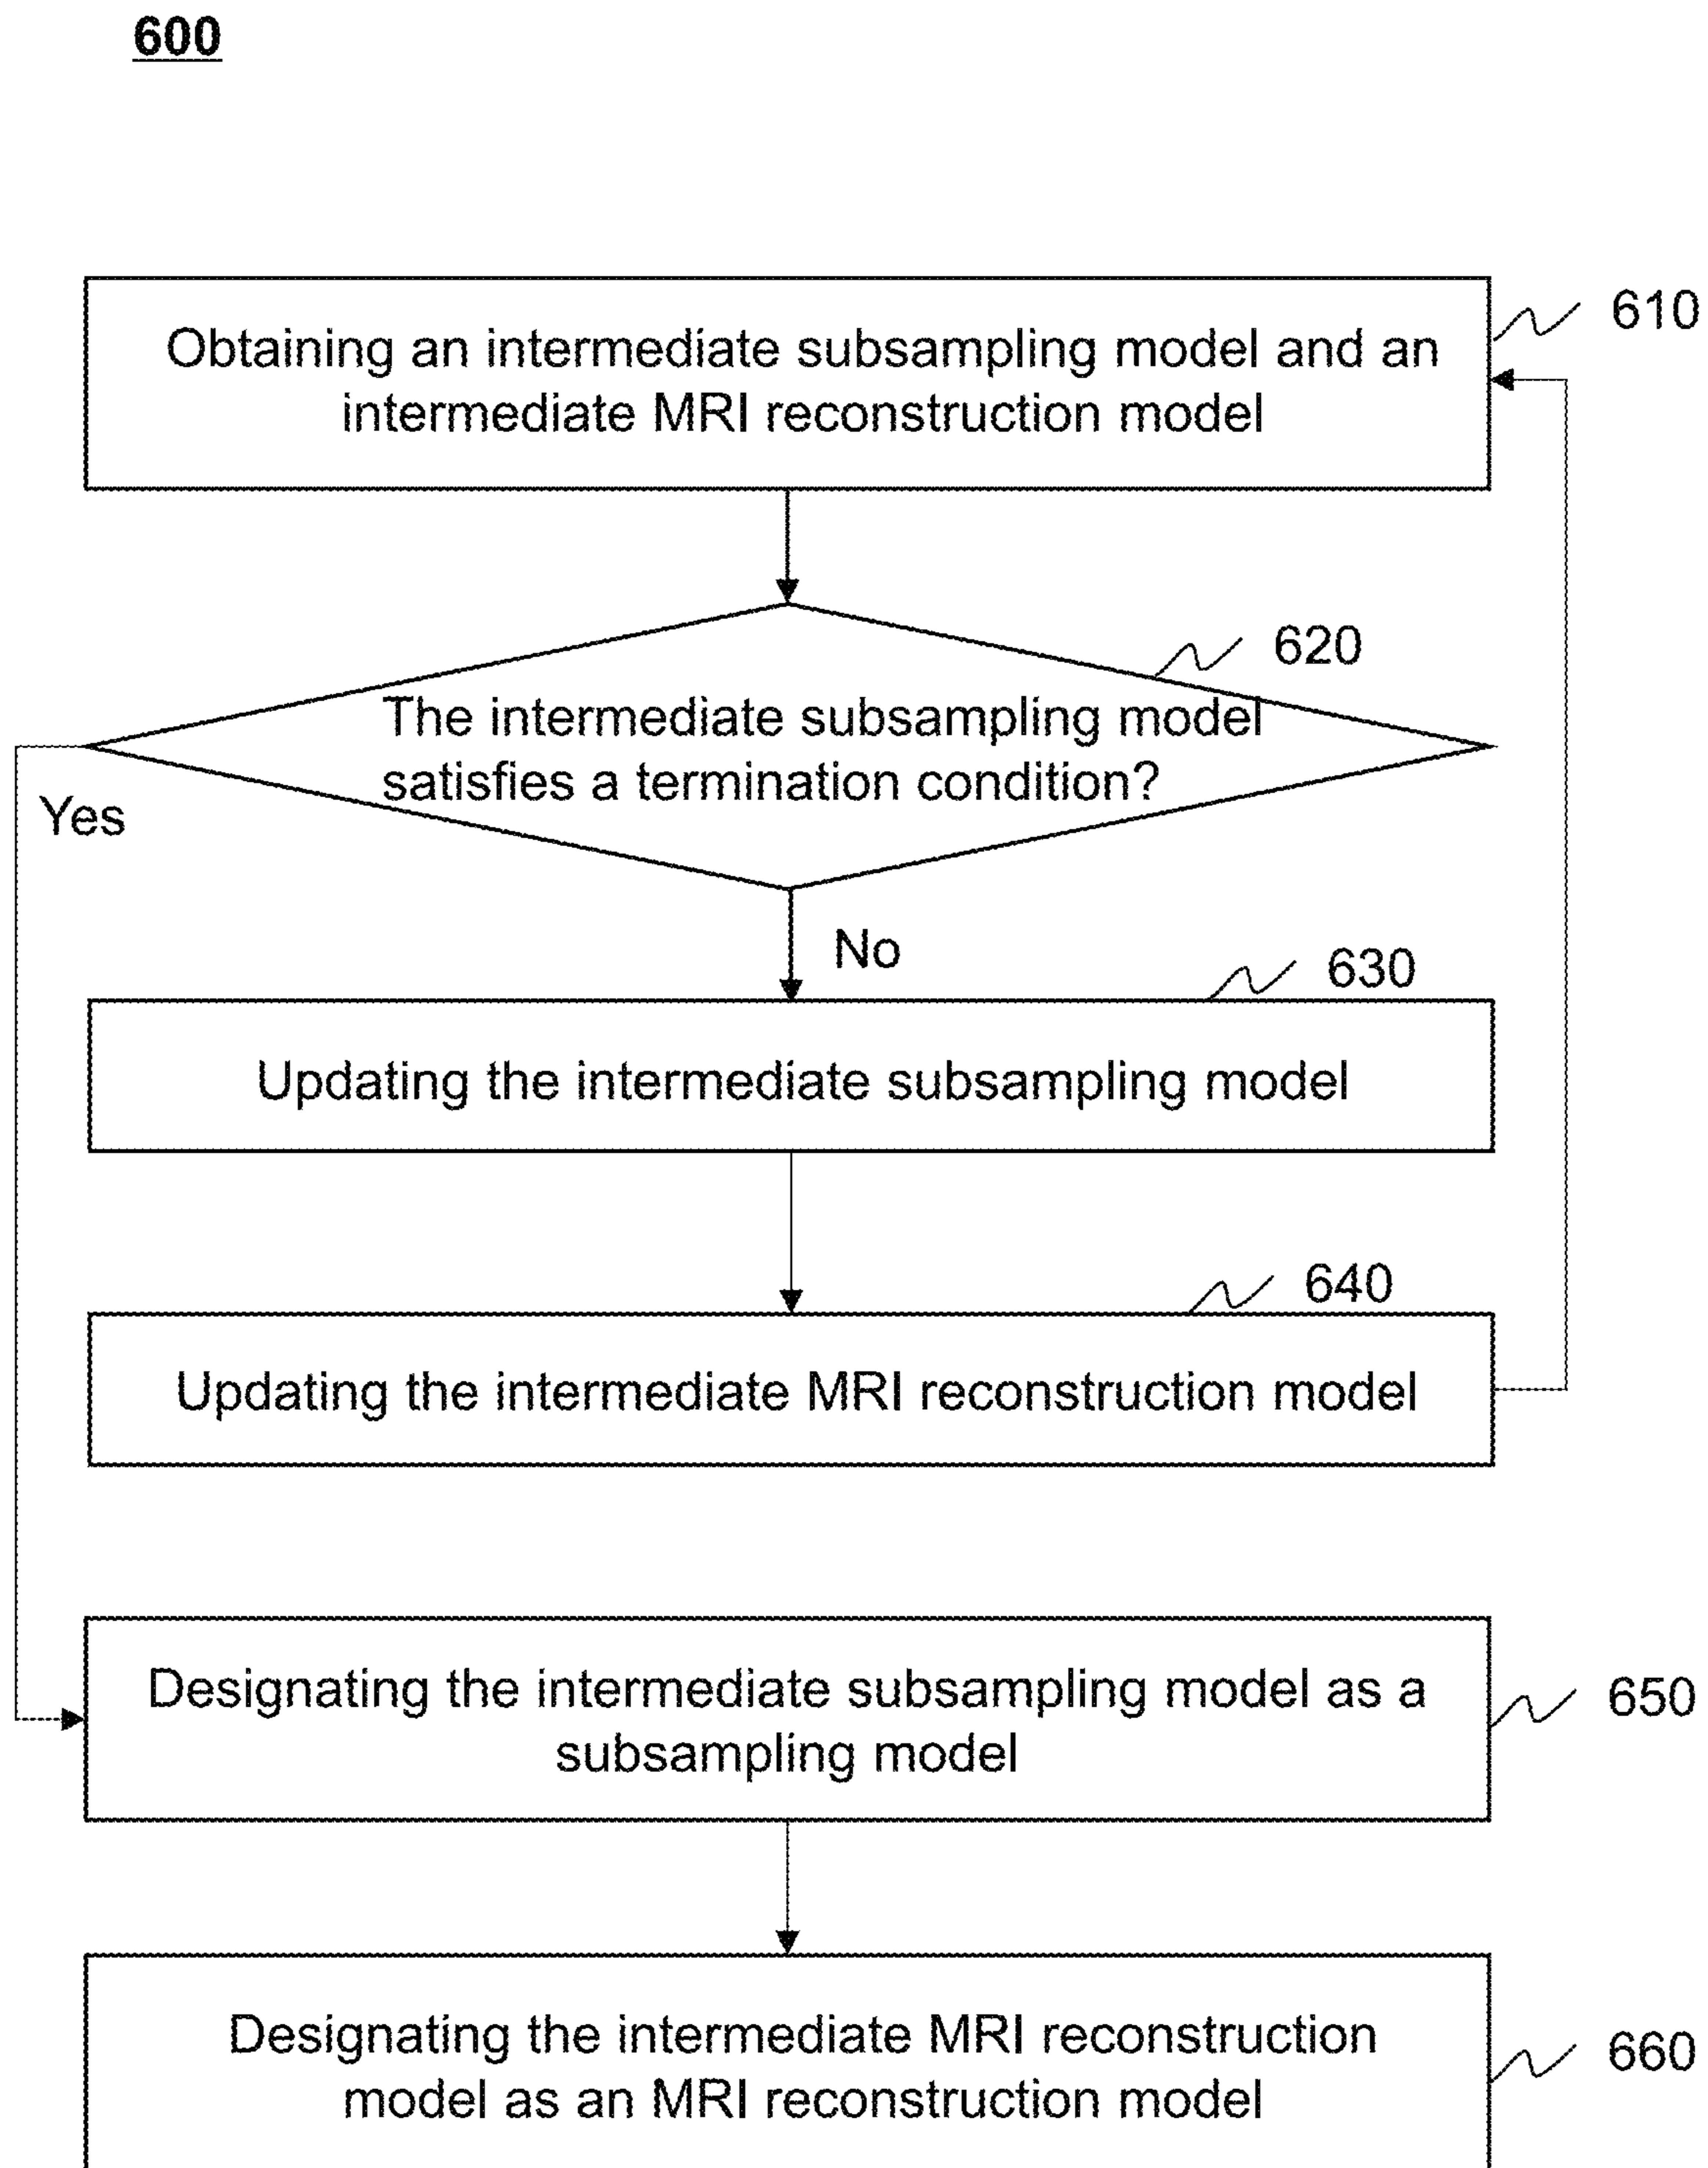 600
610
Obtaining an intermediate subsampling model and an
intermediate MRI reconstruction model
620
The intermediate subsampling model
satisfies a termination condition?
Yes
No
630
Updating the intermediate subsampling model
640
Updating the intermediate MRI reconstruction model
Designating the intermediate subsampling model as a
subsampling model
650
Designating the intermediate MRI reconstruction
model as an MRI reconstruction model
660